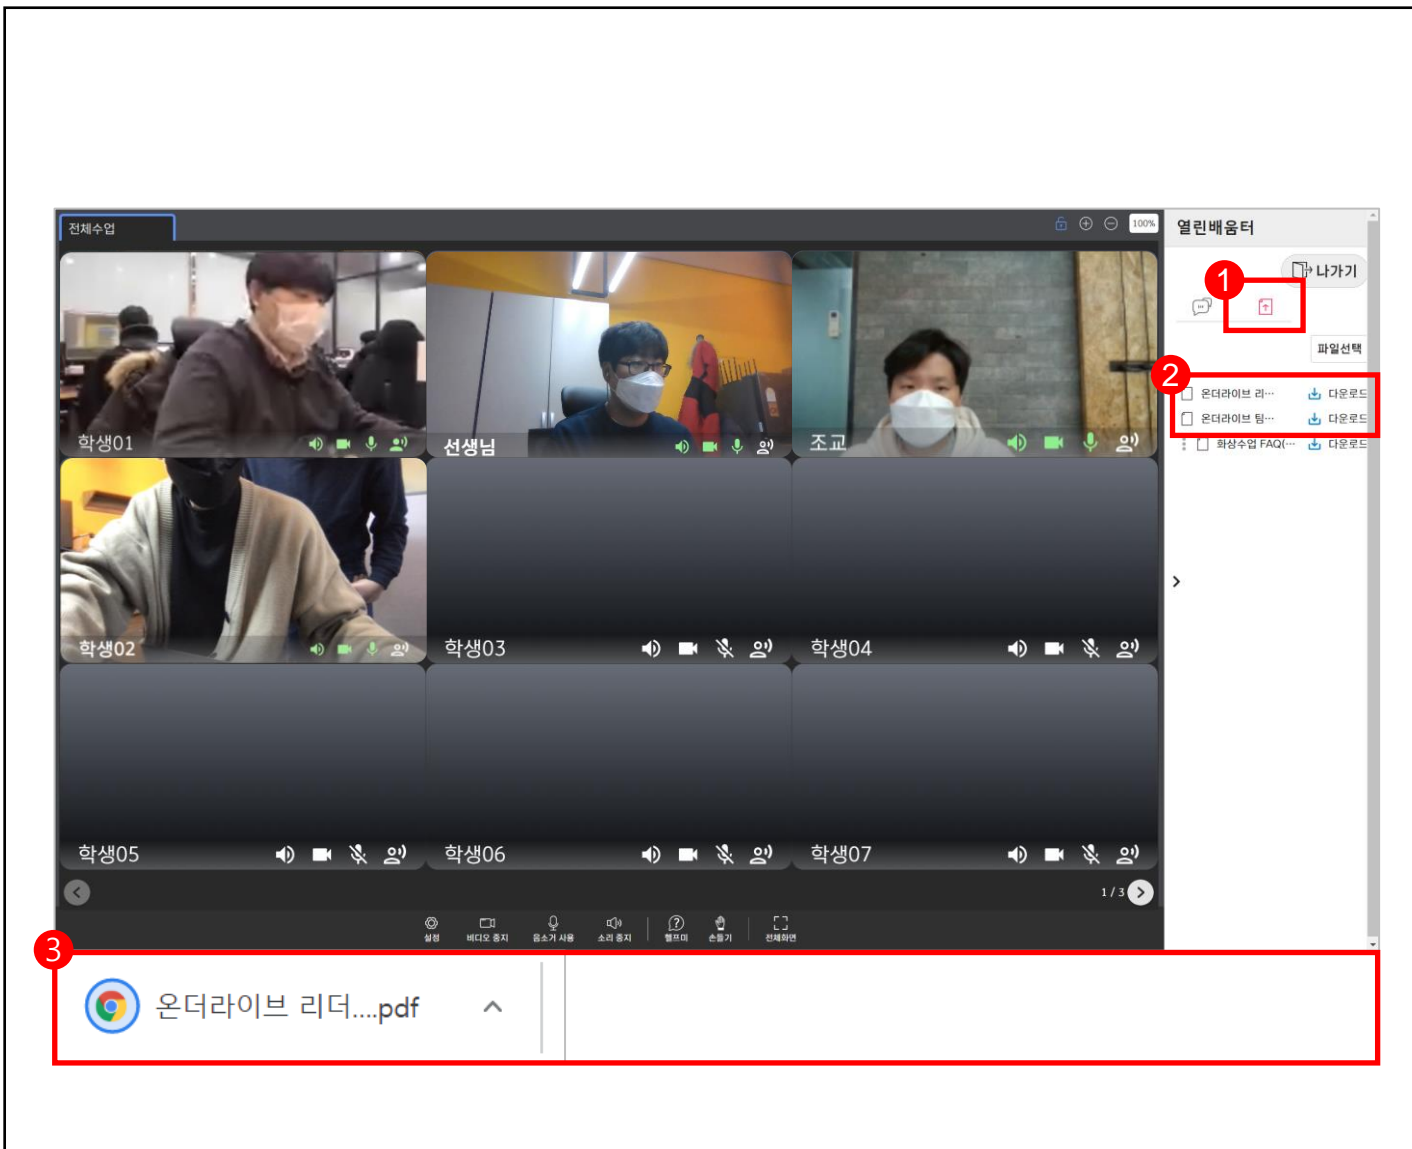 전체수업
100%
열린배움터
나가기
1
파일선택
2
온더라이브 리… 다운로드
온더라이브 팀… 다운로드
화상수업 FAQ(… 다운로드
학생01
선생님
조교
학생02
학생03
학생04
학생05
학생06
학생07
1 / 3
설정
비디오 중지
음소거 사용
소리 중지
헬프미
손들기
전체화면
3
온더라이브 리더....pdf